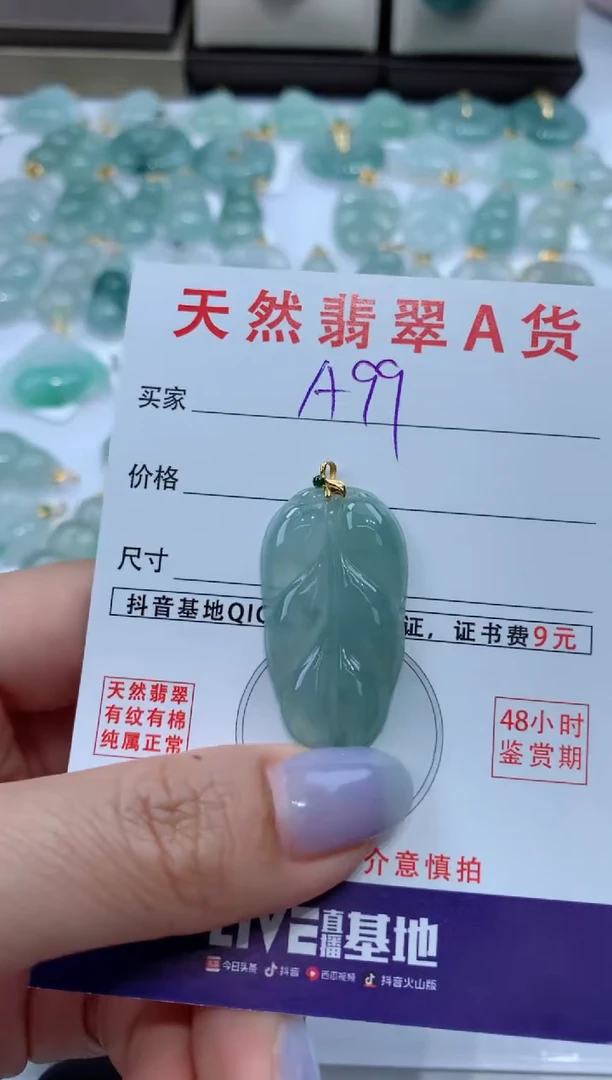 天然翡翠A货
买家 A99
价格
尺寸
抖音基地QIC 证，证书费9元
天然翡翠
有纹有棉
纯属正常
48小时
鉴赏期
介意慎拍
LIVE直播基地
今日头条 抖音 西瓜视频 抖音火山版